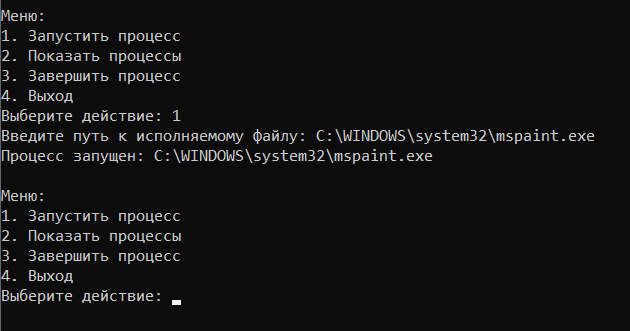 Меню:
1. Запустить процесс
2. Показать процессы
3. Завершить процесс
4. Выход
Выберите действие: 1
Введите путь к исполняемому файлу: C:\WINDOWS\system32\mspaint.exe
Процесс запущен: C:\WINDOWS\system32\mspaint.exe
Меню:
1. Запустить процесс
2. Показать процессы
3. Завершить процесс
4. Выход
Выберите действие: